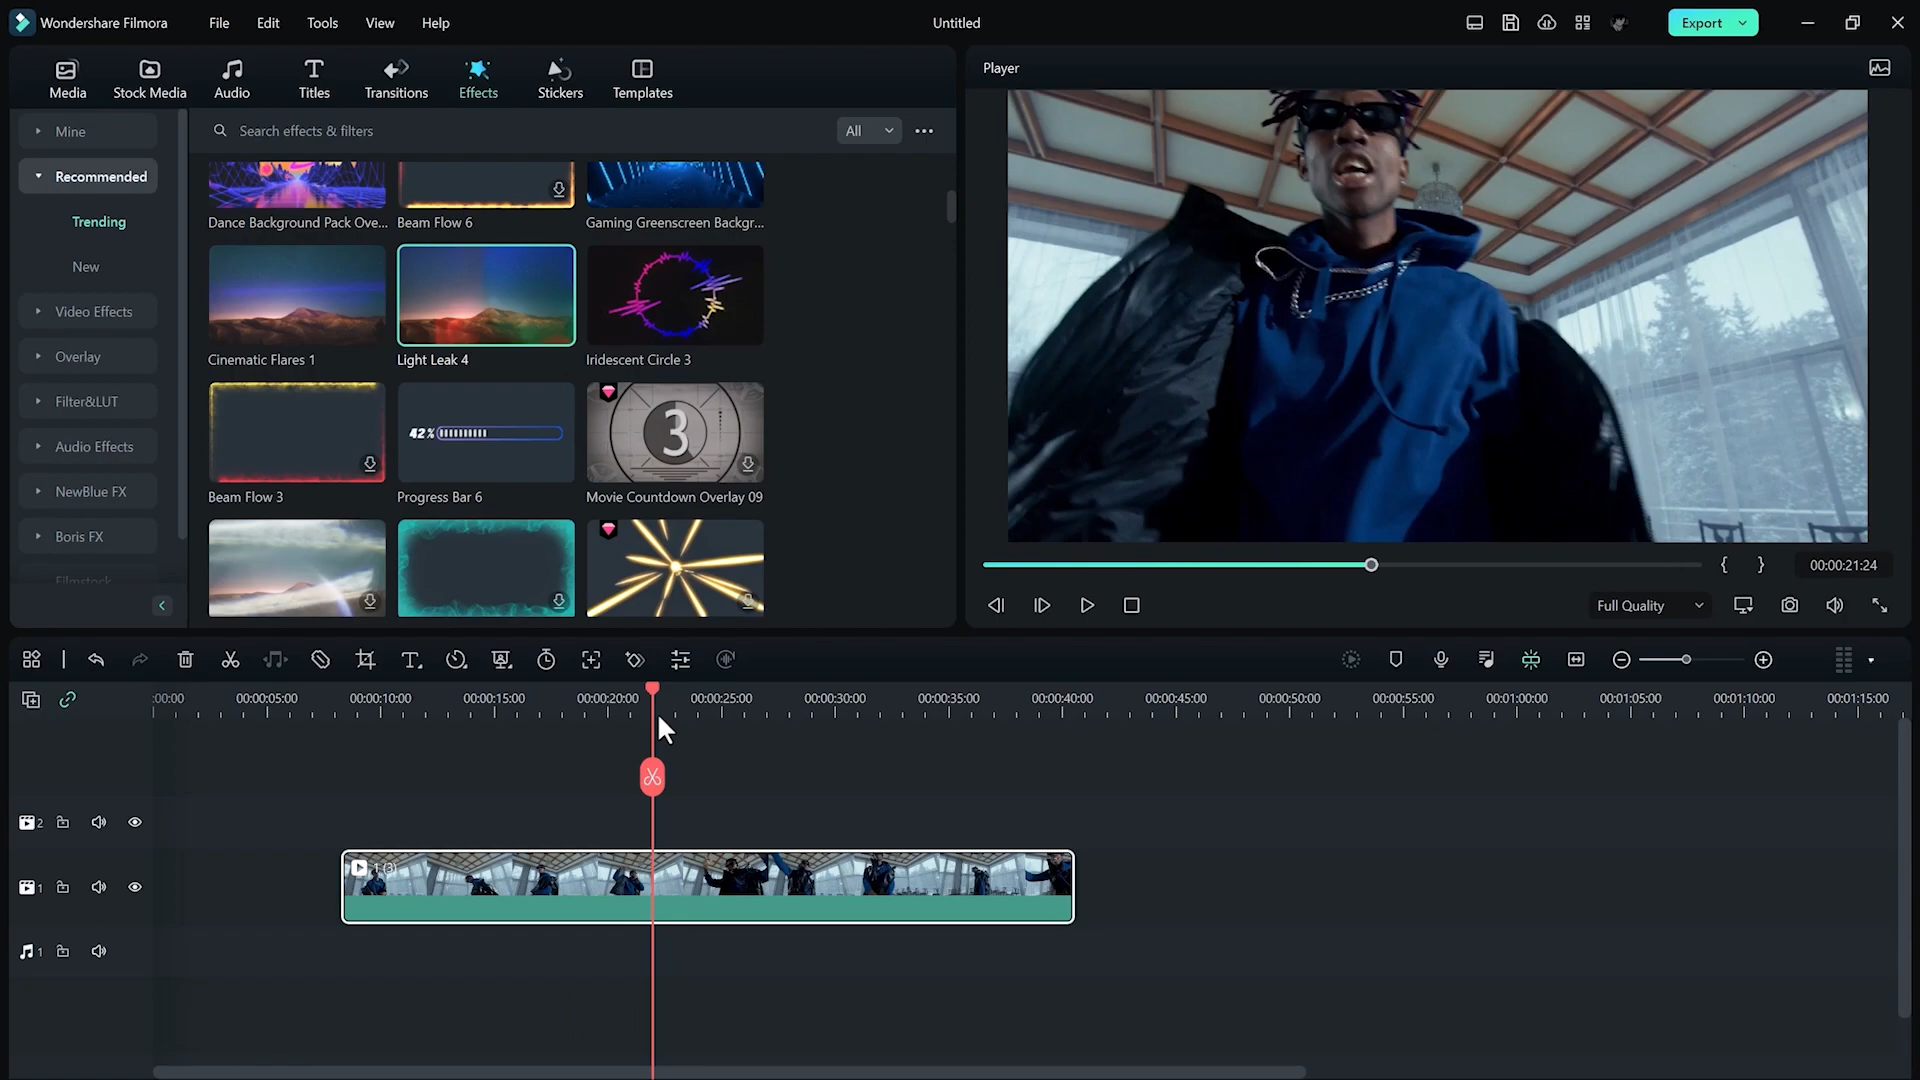 Wondershare Filmora
File
Edit
Tools
View
Help
Untitled
Export
Media
Stock Media
Audio
Titles
Transitions
Effects
Stickers
Templates
Player
Mine
Recommended
Trending
New
Video Effects
Overlay
Filter&LUT
Audio Effects
NewBlue FX
Boris FX
Filmstock
Search effects & filters
All
Dance Background Pack Ove...
Beam Flow 6
Gaming Greenscreen Backgr...
Cinematic Flares 1
Light Leak 4
Iridescent Circle 3
42%
3
Beam Flow 3
Progress Bar 6
Movie Countdown Overlay 09
00:00:21:24
Full Quality
:00:00
00:00:05:00
00:00:10:00
00:00:15:00
00:00:20:00
00:00:25:00
00:00:30:00
00:00:35:00
00:00:40:00
00:00:45:00
00:00:50:00
00:00:55:00
00:01:00:00
00:01:05:00
00:01:10:00
00:01:15:00
2
1 (3)
1
1